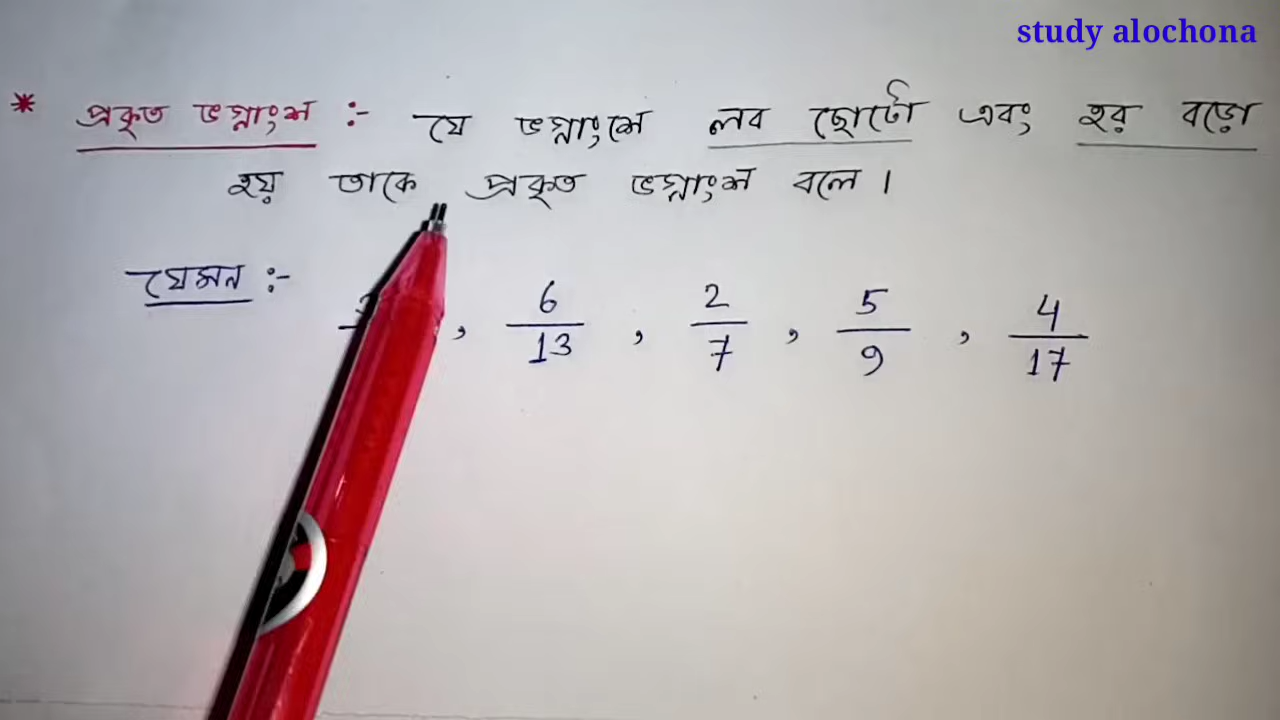 study alochona
* প্রকৃত ভগ্নাংশ :- যে ভগ্নাংশে লব ছোটো এবং হর বড়ো
হয় তাকে প্রকৃত ভগ্নাংশ বলে ।
যেমন :- , 6/13 , 2/7 , 5/9 , 4/17